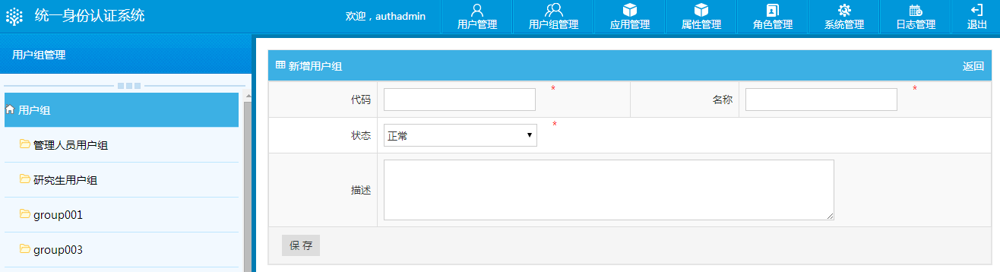 统一身份认证系统
欢迎，authadmin
用户管理
用户组管理
应用管理
属性管理
角色管理
系统管理
日志管理
退出
用户组管理
用户组
管理人员用户组
研究生用户组
group001
group003
新增用户组
返回
代码
*
名称
*
状态
正常
*
描述
保 存